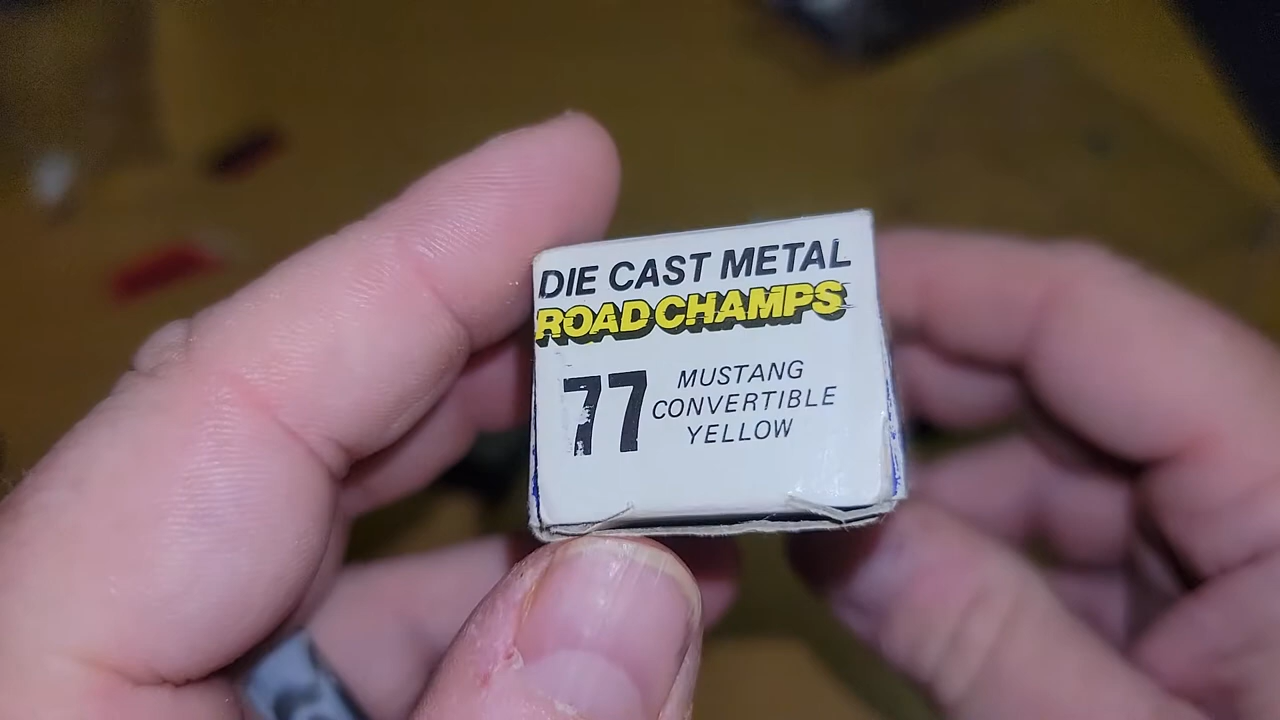 DIE CAST METAL
ROAD CHAMPS
77
MUSTANG
CONVERTIBLE
YELLOW